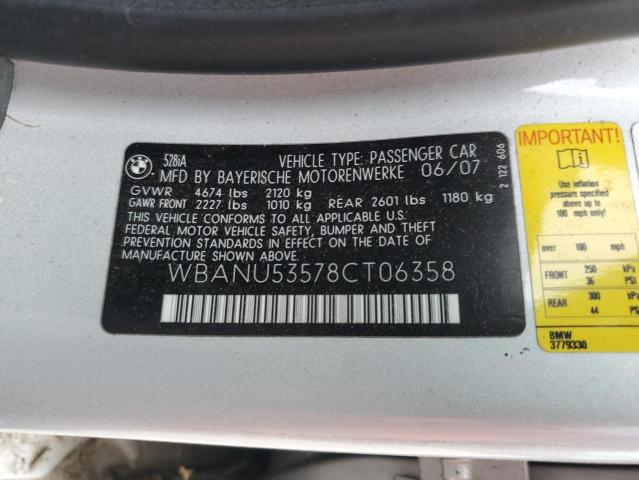 BMW
528iA
VEHICLE TYPE: PASSENGER CAR
MFD BY BAYERISCHE MOTORENWERKE 06/07
GVWR 4674 lbs 2120 kg
GAWR FRONT 2227 lbs 1010 kg REAR 2601 lbs 1180 kg
THIS VEHICLE CONFORMS TO ALL APPLICABLE U.S.
FEDERAL MOTOR VEHICLE SAFETY, BUMPER AND THEFT
PREVENTION STANDARDS IN EFFECT ON THE DATE OF
MANUFACTURE SHOWN ABOVE.
WBANU53578CT06358
2 122 606
IMPORTANT!
Use inflation
pressures specified
above up to
100 mph only!
over 100 mph
FRONT 250 kPa
36 PSI
REAR 300 kPa
44 PSI
BMW
3779330